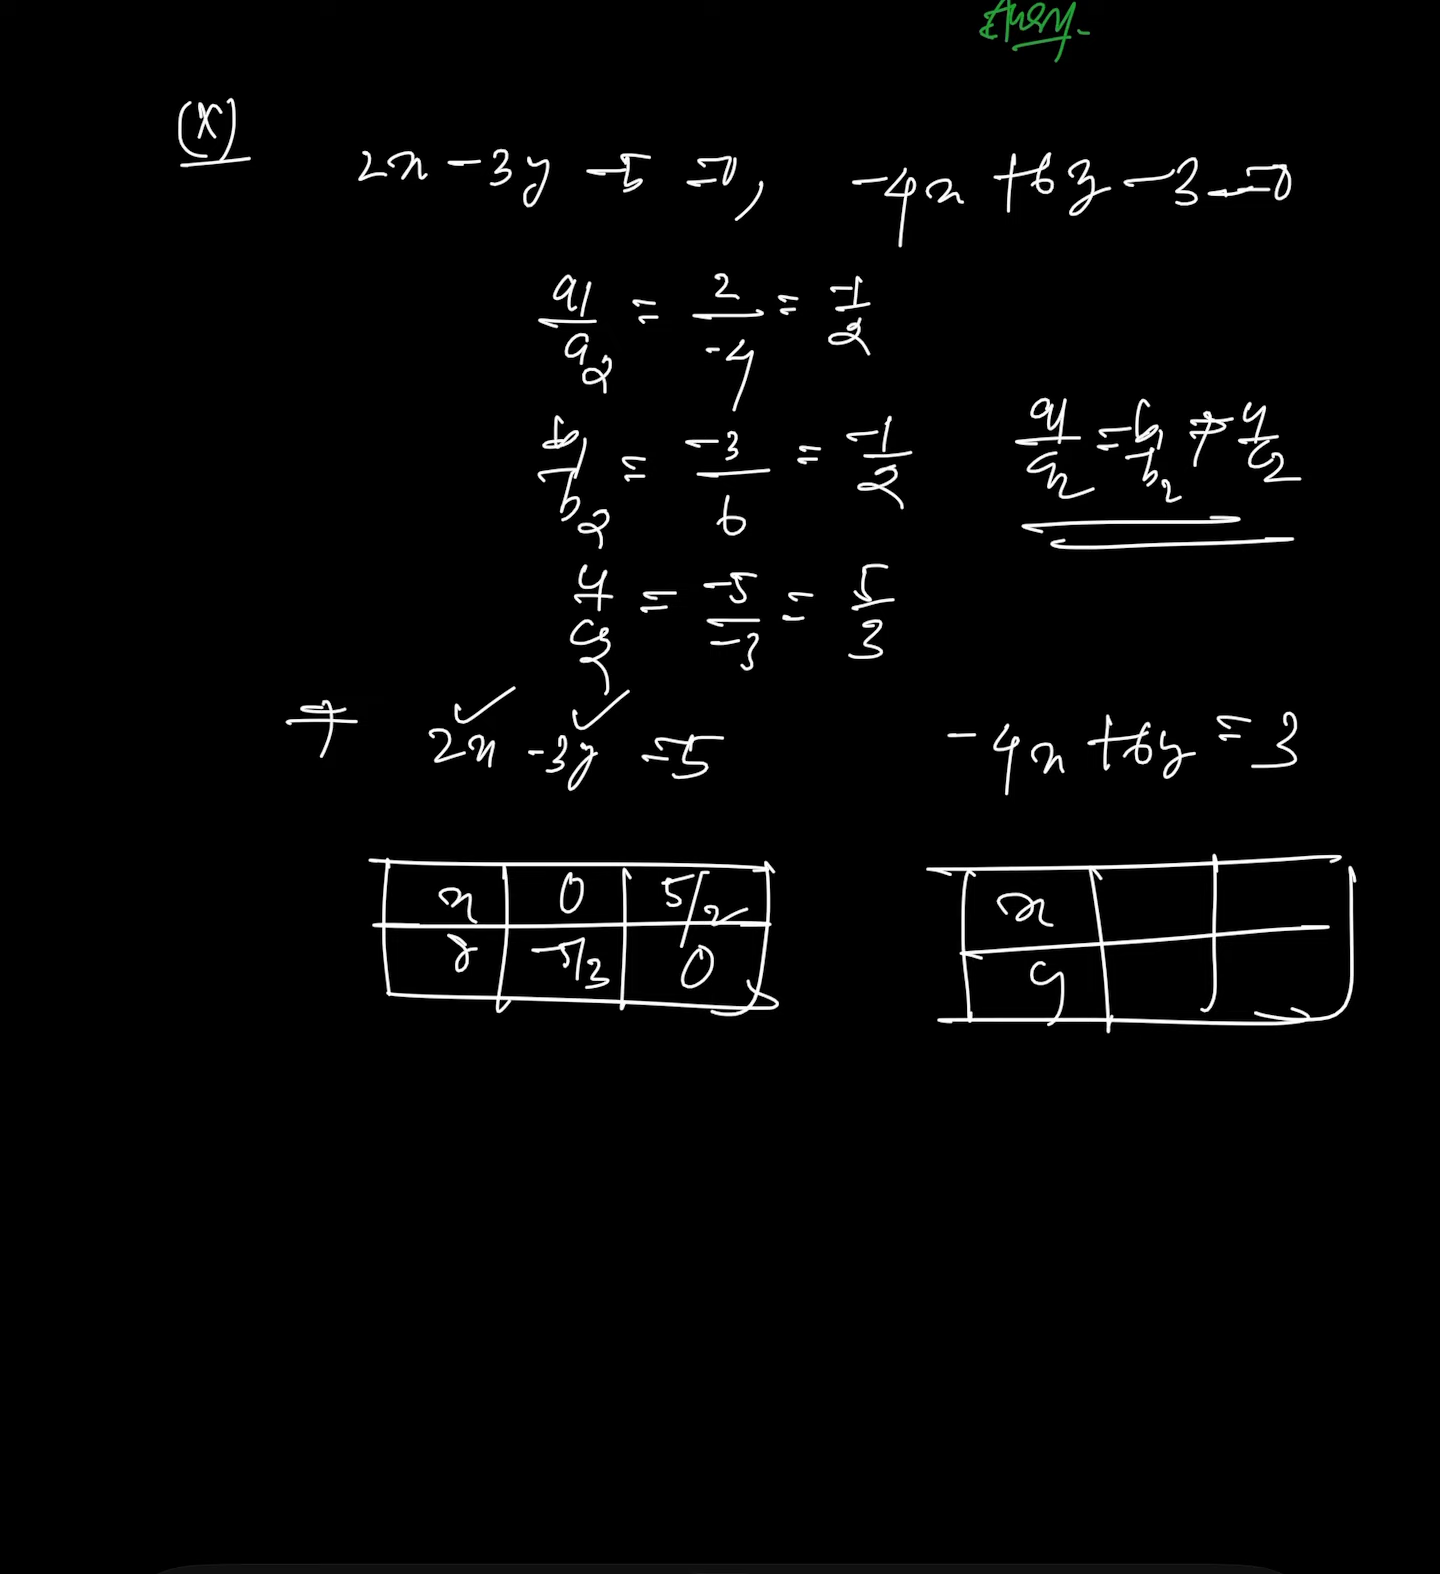 (x)
2x - 3y - 5 = 0, -4x + 6y - 3 = 0
a1/a2 = 2/-4 = -1/2
b1/b2 = -3/6 = -1/2
a1/a2 = b1/b2 ≠ c1/c2
c1/c2 = -5/-3 = 5/3
⇒ 2x - 3y = 5 -4x + 6y = 3
x 0 5/2 x
y -5/3 0 y